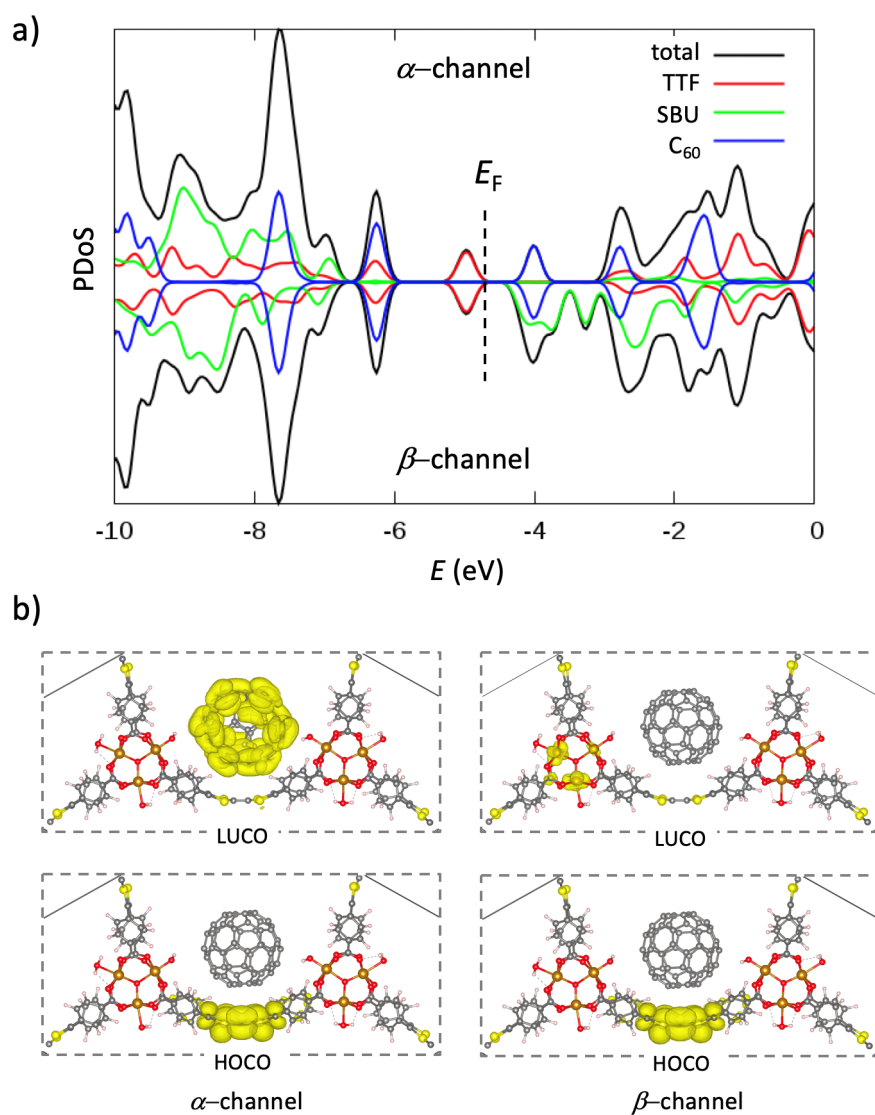 a)
α–channel
total
TTF
SBU
C₆₀
E_F
PDoS
β–channel
-10 -8 -6 -4 -2 0
E (eV)
b)
LUCO LUCO
HOCO HOCO
α–channel β–channel